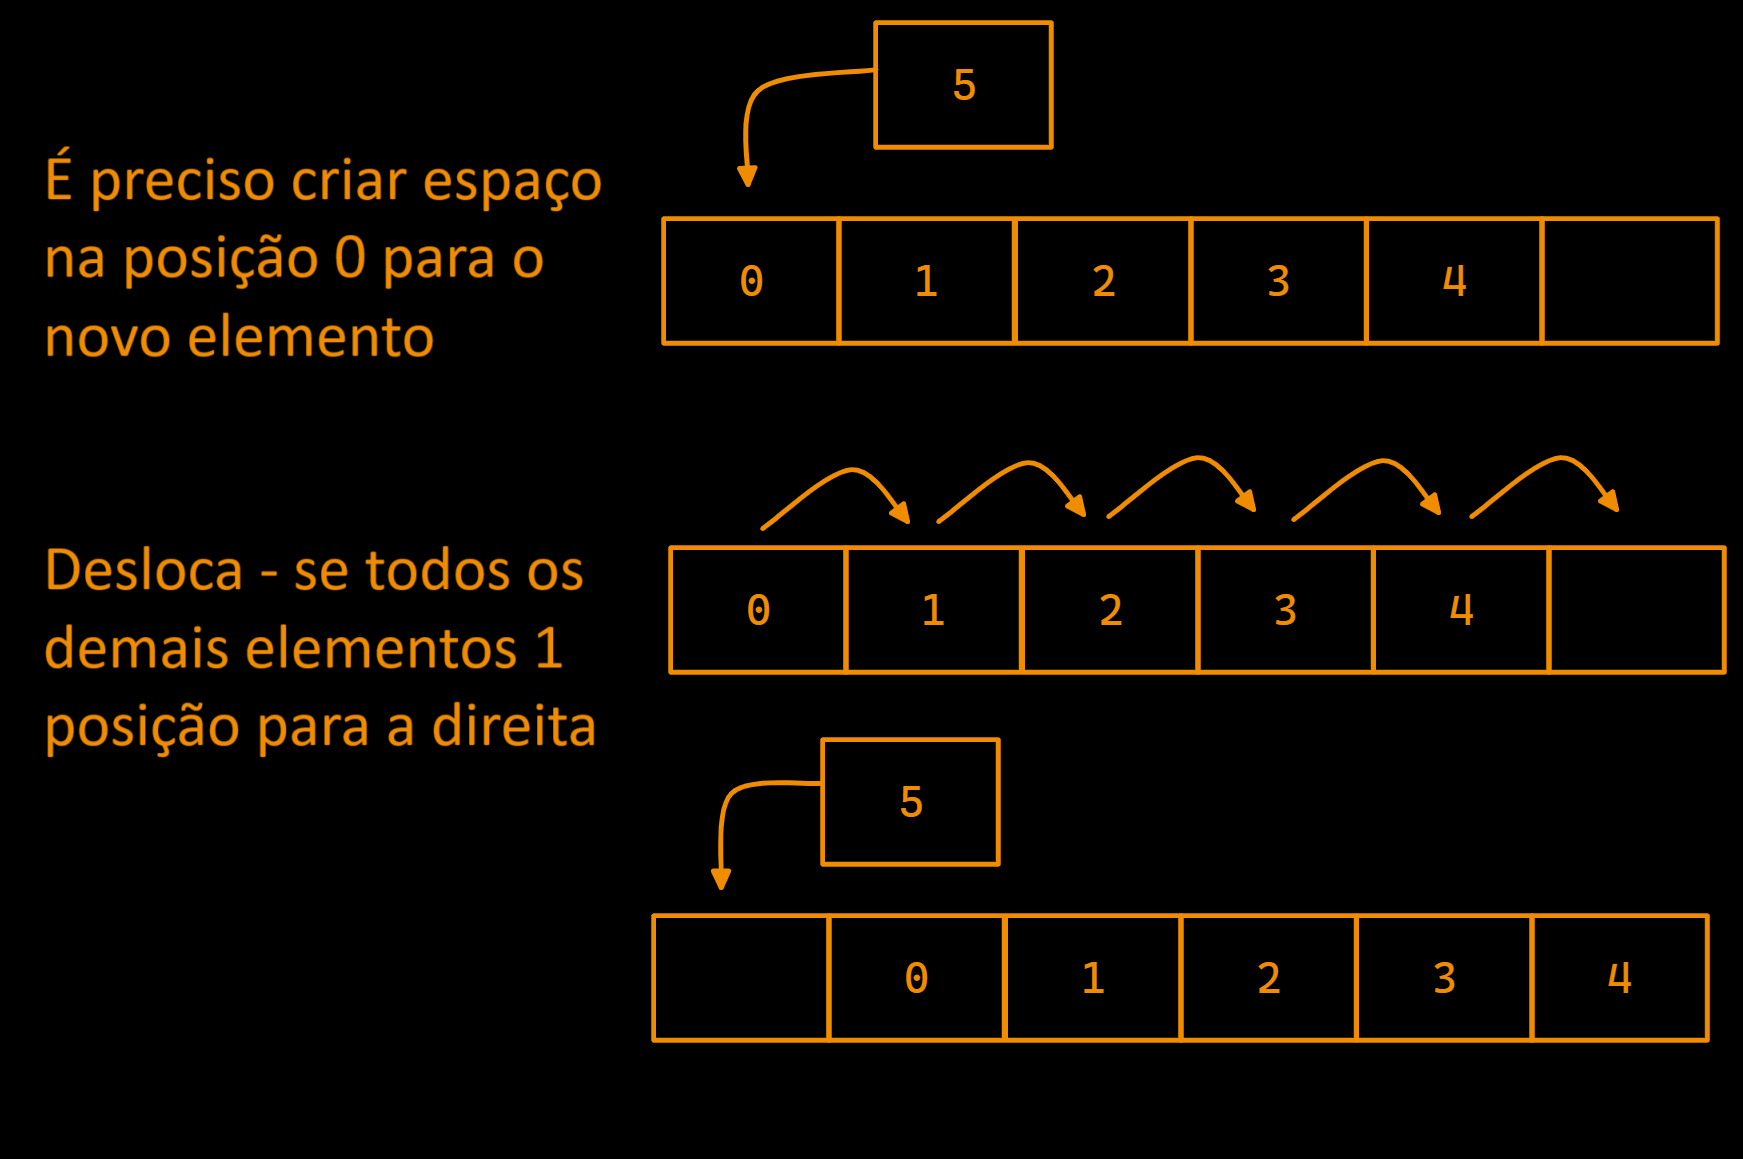 5
É preciso criar espaço
na posição 0 para o
novo elemento
0 1 2 3 4
Desloca - se todos os
demais elementos 1
posição para a direita
0 1 2 3 4
5
0 1 2 3 4